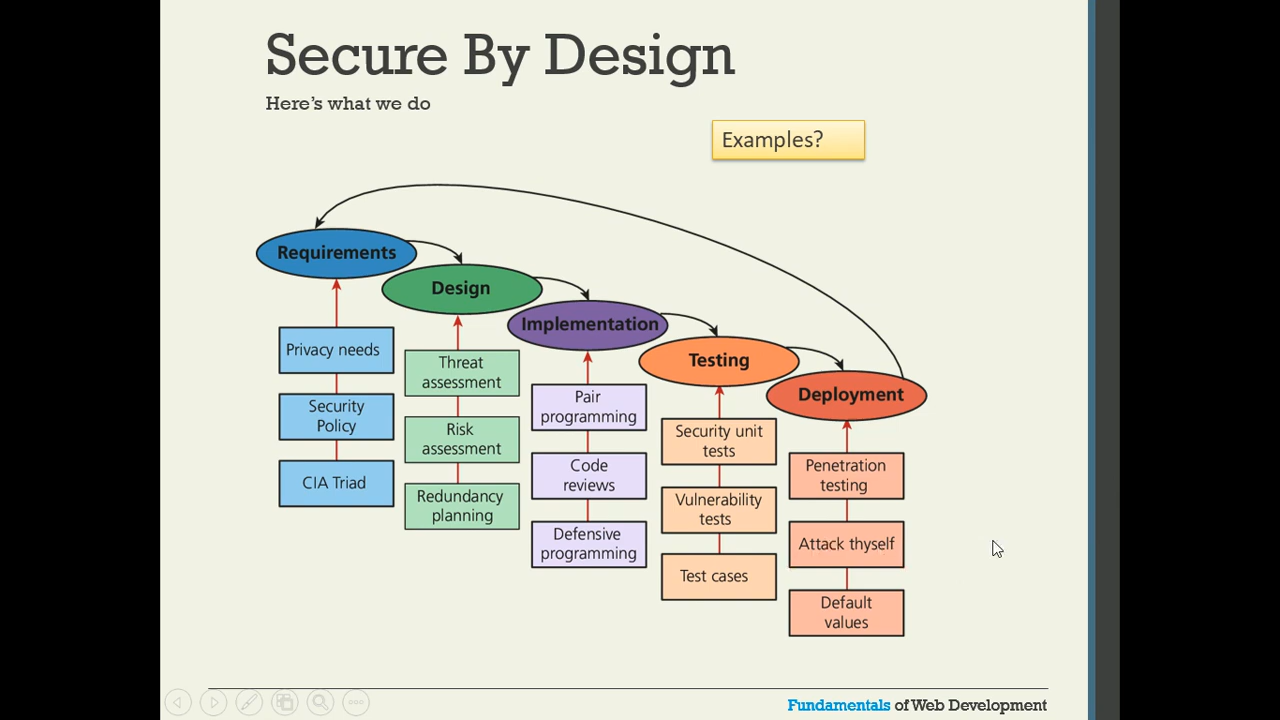 Secure By Design
Here's what we do
Examples?
Requirements
Privacy needs
Security
Policy
CIA Triad
Design
Threat
assessment
Risk
assessment
Redundancy
planning
Implementation
Pair
programming
Code
reviews
Defensive
programming
Testing
Security unit
tests
Vulnerability
tests
Test cases
Deployment
Penetration
testing
Attack thyself
Default
values
Fundamentals of Web Development